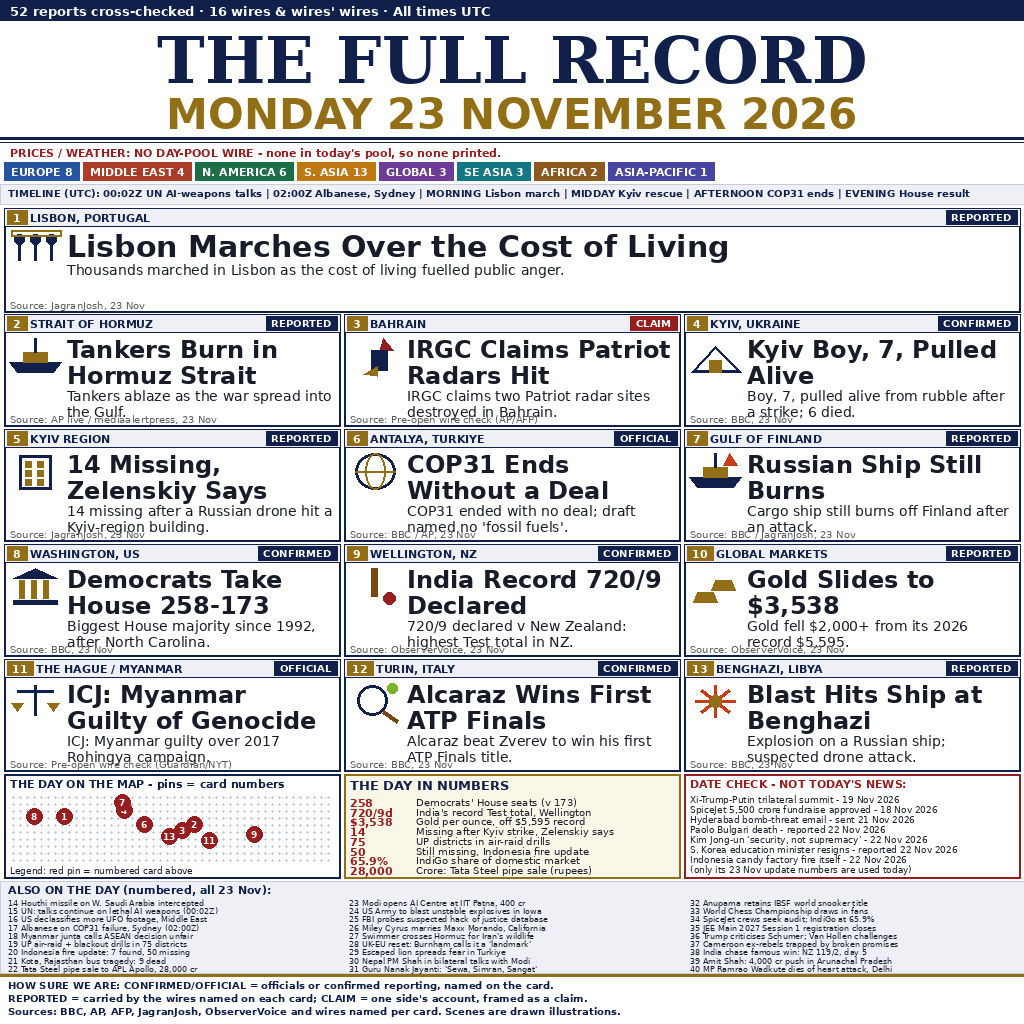 52 reports cross-checked · 16 wires & wires' wires · All times UTC
THE FULL RECORD
MONDAY 23 NOVEMBER 2026
PRICES / WEATHER: NO DAY-POOL WIRE - none in today's pool, so none printed.
EUROPE 8 MIDDLE EAST 4 N. AMERICA 6 S. ASIA 13 GLOBAL 3 SE ASIA 3 AFRICA 2 ASIA-PACIFIC 1
TIMELINE (UTC): 00:02Z UN AI-weapons talks | 02:00Z Albanese, Sydney | MORNING Lisbon march | MIDDAY Kyiv rescue | AFTERNOON COP31 ends | EVENING House result
1 LISBON, PORTUGAL REPORTED
Lisbon Marches Over the Cost of Living
Thousands marched in Lisbon as the cost of living fuelled public anger.
Source: JagranJosh, 23 Nov
2 STRAIT OF HORMUZ REPORTED
Tankers Burn in
Hormuz Strait
Tankers ablaze as the war spread into
the Gulf.
Source: AP live / mediaalertpress, 23 Nov
3 BAHRAIN CLAIM
IRGC Claims Patriot
Radars Hit
IRGC claims two Patriot radar sites
destroyed in Bahrain.
Source: Pre-open wire check (AP/AFP)
4 KYIV, UKRAINE CONFIRMED
Kyiv Boy, 7, Pulled
Alive
Boy, 7, pulled alive from rubble after
a strike; 6 died.
Source: BBC, 23 Nov
5 KYIV REGION REPORTED
14 Missing,
Zelenskiy Says
14 missing after a Russian drone hit a
Kyiv-region building.
Source: JagranJosh, 23 Nov
6 ANTALYA, TURKIYE OFFICIAL
COP31 Ends
Without a Deal
COP31 ended with no deal; draft
named no 'fossil fuels'.
Source: BBC / AP, 23 Nov
7 GULF OF FINLAND REPORTED
Russian Ship Still
Burns
Cargo ship still burns off Finland after
an attack.
Source: BBC / JagranJosh, 23 Nov
8 WASHINGTON, US CONFIRMED
Democrats Take
House 258-173
Biggest House majority since 1992,
after North Carolina.
Source: BBC, 23 Nov
9 WELLINGTON, NZ CONFIRMED
India Record 720/9
Declared
720/9 declared v New Zealand:
highest Test total in NZ.
Source: ObserverVoice, 23 Nov
10 GLOBAL MARKETS REPORTED
Gold Slides to
$3,538
Gold fell $2,000+ from its 2026
record $5,595.
Source: ObserverVoice, 23 Nov
11 THE HAGUE / MYANMAR OFFICIAL
ICJ: Myanmar
Guilty of Genocide
ICJ: Myanmar guilty over 2017
Rohingya campaign.
Source: Pre-open wire check (Guardian/NYT)
12 TURIN, ITALY CONFIRMED
Alcaraz Wins First
ATP Finals
Alcaraz beat Zverev to win his first
ATP Finals title.
Source: BBC, 23 Nov
13 BENGHAZI, LIBYA REPORTED
Blast Hits Ship at
Benghazi
Explosion on a Russian ship;
suspected drone attack.
Source: BBC, 23 Nov
THE DAY ON THE MAP - pins = card numbers
7
4
8 1 6 13 3 2 11 9
Legend: red pin = numbered card above
THE DAY IN NUMBERS
258 Democrats' House seats (v 173)
720/9d India's record Test total, Wellington
$3,538 Gold per ounce, off $5,595 record
14 Missing after Kyiv strike, Zelenskiy says
75 UP districts in air-raid drills
50 Still missing, Indonesia fire update
65.9% IndiGo share of domestic market
28,000 Crore: Tata Steel pipe sale (rupees)
DATE CHECK - NOT TODAY'S NEWS:
Xi-Trump-Putin trilateral summit - 19 Nov 2026
SpiceJet 5,500 crore fundraise approved - 18 Nov 2026
Hyderabad bomb-threat email - sent 21 Nov 2026
Paolo Bulgari death - reported 22 Nov 2026
Kim Jong-un 'security, not supremacy' - 22 Nov 2026
S. Korea education minister resigns - reported 22 Nov 2026
Indonesia candy factory fire itself - 22 Nov 2026
(only its 23 Nov update numbers are used today)
ALSO ON THE DAY (numbered, all 23 Nov):
14 Houthi missile on W. Saudi Arabia intercepted
15 UN: talks continue on lethal AI weapons (00:02Z)
16 US declassifies more UFO footage, Middle East
17 Albanese on COP31 failure, Sydney (02:00Z)
18 Myanmar junta calls ASEAN decision unfair
19 UP air-raid + blackout drills in 75 districts
20 Indonesia fire update: 7 found, 50 missing
21 Kota, Rajasthan bus tragedy: 9 dead
22 Tata Steel pipe sale to APL Apollo, 28,000 cr
23 Modi opens AI Centre at IIT Patna, 400 cr
24 US Army to blast unstable explosives in Iowa
25 FBI probes suspected hack of justice database
26 Miley Cyrus marries Maxx Morando, California
27 Swimmer crosses Hormuz for Iran's wildlife
28 UK-EU reset: Burnham calls it a 'landmark'
29 Escaped lion spreads fear in Turkiye
30 Nepal PM Shah in bilateral talks with Modi
31 Guru Nanak Jayanti: 'Sewa, Simran, Sangat'
32 Anupama retains IBSF world snooker title
33 World Chess Championship draws in fans
34 SpiceJet crews seek audit; IndiGo at 65.9%
35 JEE Main 2027 Session 1 registration closes
36 Trump criticises Schumer; Van Hollen challenges
37 Cameroon ex-rebels trapped by broken promises
38 India chase famous win: NZ 119/2, day 5
39 Amit Shah: 4,000 cr push in Arunachal Pradesh
40 MP Ramrao Wadkute dies of heart attack, Delhi
HOW SURE WE ARE: CONFIRMED/OFFICIAL = officials or confirmed reporting, named on the card.
REPORTED = carried by the wires named on each card; CLAIM = one side's account, framed as a claim.
Sources: BBC, AP, AFP, JagranJosh, ObserverVoice and wires named per card. Scenes are drawn illustrations.